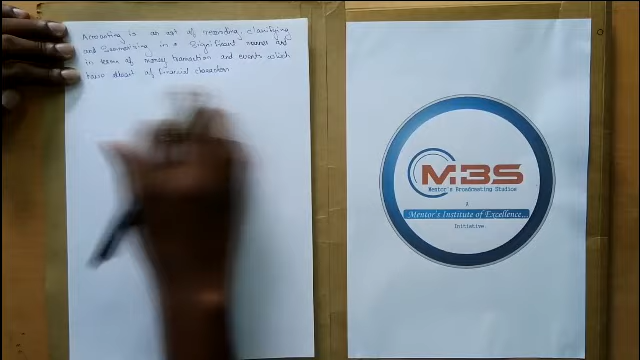 Accounting is an art of recording, classifying
and Summarising in a Significant manner and
in terms of money transaction and events which
have atleast of financial characters
MBS
Mentor's Broadcasting Studios
A
Mentor's Institute of Excellence...
Initiative